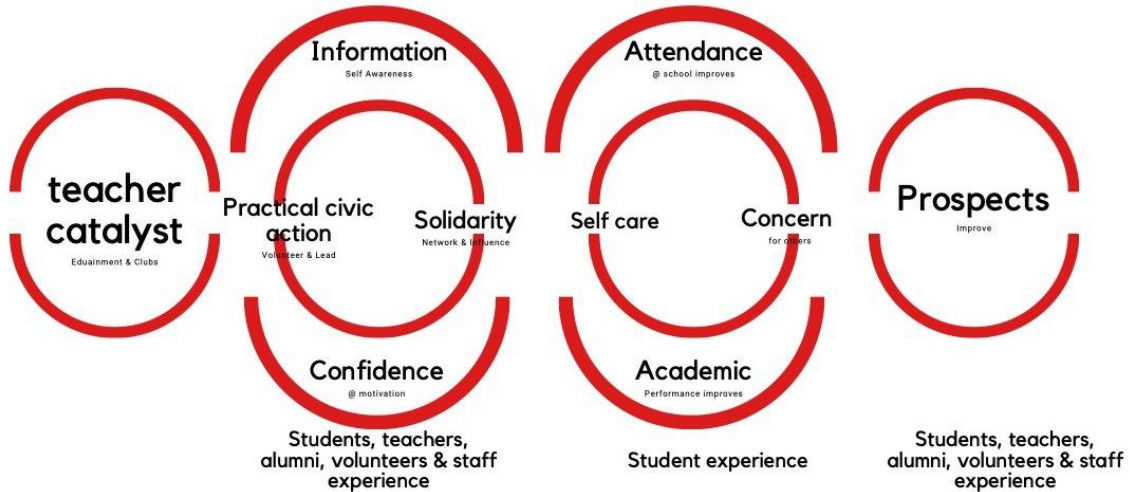 teacher
catalyst
Eduainment & Clubs
Information
Self Awareness
Practical civic
action
Volunteer & Lead
Solidarity
Network & Influence
Confidence
@ motivation
Students, teachers,
alumni, volunteers & staff
experience
Attendance
@ school improves
Self care
Concern
for others
Academic
Performance improves
Student experience
Prospects
Improve
Students, teachers,
alumni, volunteers & staff
experience